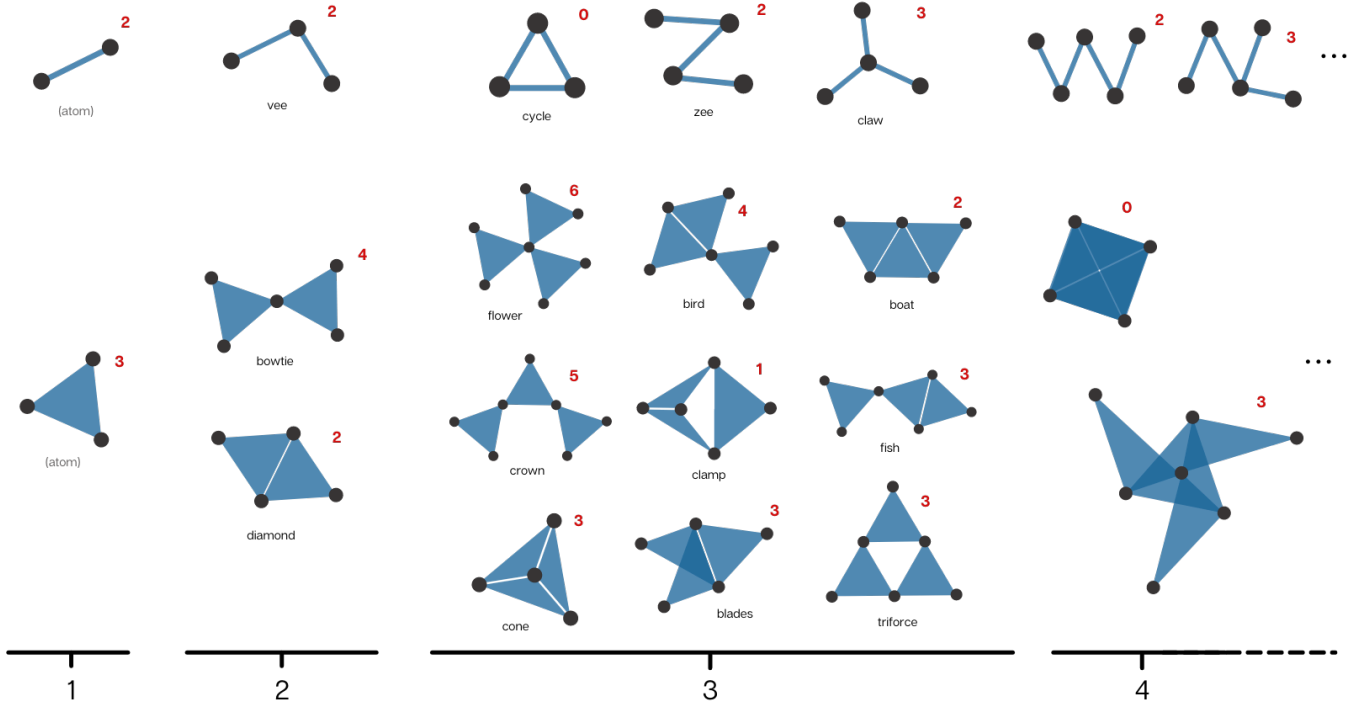 2
(atom)
2
vee
0
cycle
2
zee
3
claw
2
3
...
3
(atom)
4
bowtie
2
diamond
6
flower
4
bird
2
boat
5
crown
1
clamp
3
fish
3
cone
3
blades
3
triforce
0
3
...
1
2
3
4